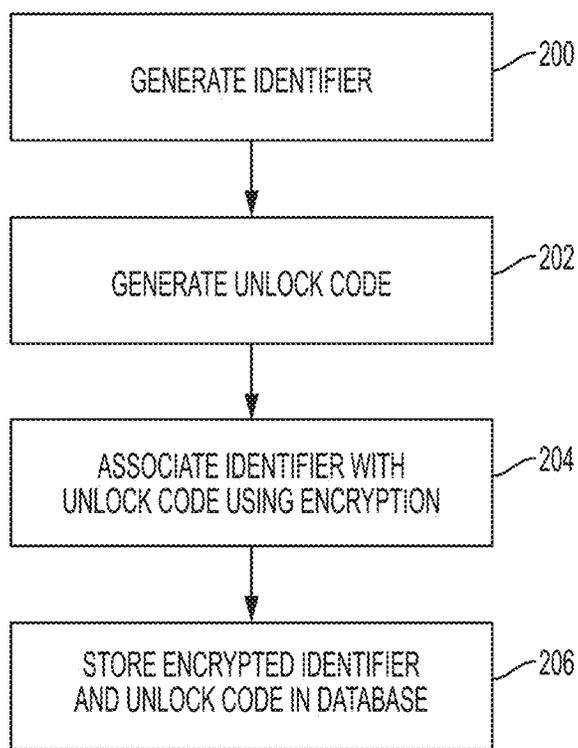 GENERATE IDENTIFIER
200
GENERATE UNLOCK CODE
202
ASSOCIATE IDENTIFIER WITH
UNLOCK CODE USING ENCRYPTION
204
STORE ENCRYPTED IDENTIFIER
AND UNLOCK CODE IN DATABASE
206